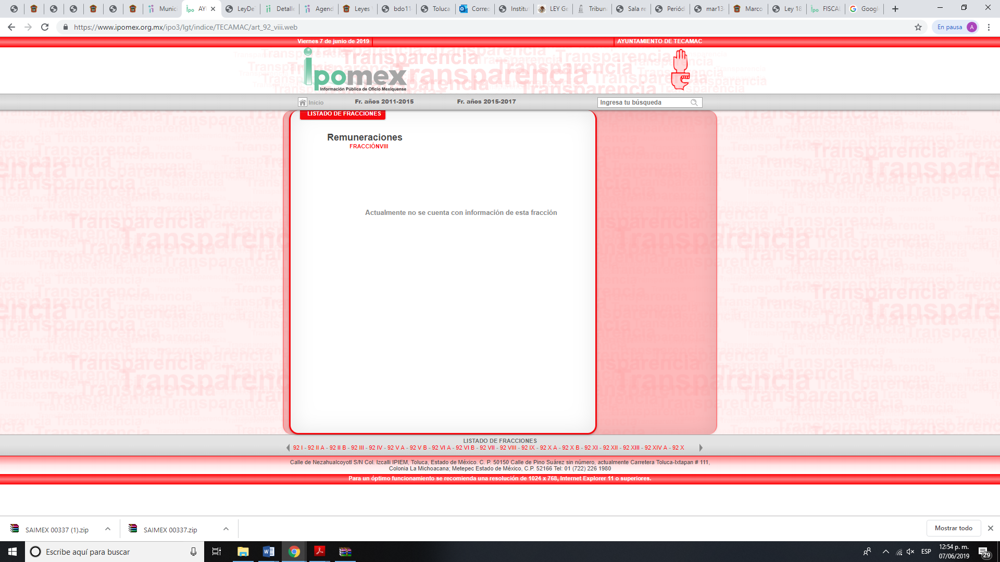 Munici
AY
LeyDe
Detalle
Agend
Leyes
bdo11
Toluca
Correo
Institut
LEY Ge
Tribun
Sala re
Periód
mar13
Marco
Ley 18
FISCAL
Google
https://www.ipomex.org.mx/ipo3/lgt/indice/TECAMAC/art_92_viii.web
En pausa A
Viernes 7 de junio de 2019
AYUNTAMIENTO DE TECAMAC
Transparencia
ipomex
Información Pública de Oficio Mexiquense
Inicio
Fr. años 2011-2015
Fr. años 2015-2017
Ingresa tu búsqueda
LISTADO DE FRACCIONES
Remuneraciones
FRACCIÓNVIII
Actualmente no se cuenta con información de esta fracción
LISTADO DE FRACCIONES
92 I - 92 II A - 92 II B - 92 III - 92 IV - 92 V A - 92 V B - 92 VI A - 92 VI B - 92 VII - 92 VIII - 92 IX - 92 X A - 92 X B - 92 XI - 92 XII - 92 XIII - 92 XIV A - 92 X
Calle de Nezahualcoyotl S/N Col. Izcalli IPIEM, Toluca, Estado de México. C. P. 50150 Calle de Pino Suárez sin número, actualmente Carretera Toluca-Ixtapan # 111,
Colonia La Michoacana; Metepec Estado de México, C.P. 52166 Tel: 01 (722) 226 1980
Para un óptimo funcionamiento se recomienda una resolución de 1024 x 768, Internet Explorer 11 o superiores.
SAIMEX 00337 (1).zip
SAIMEX 00337.zip
Mostrar todo
Escribe aquí para buscar
ESP
12:54 p. m.
07/06/2019
29